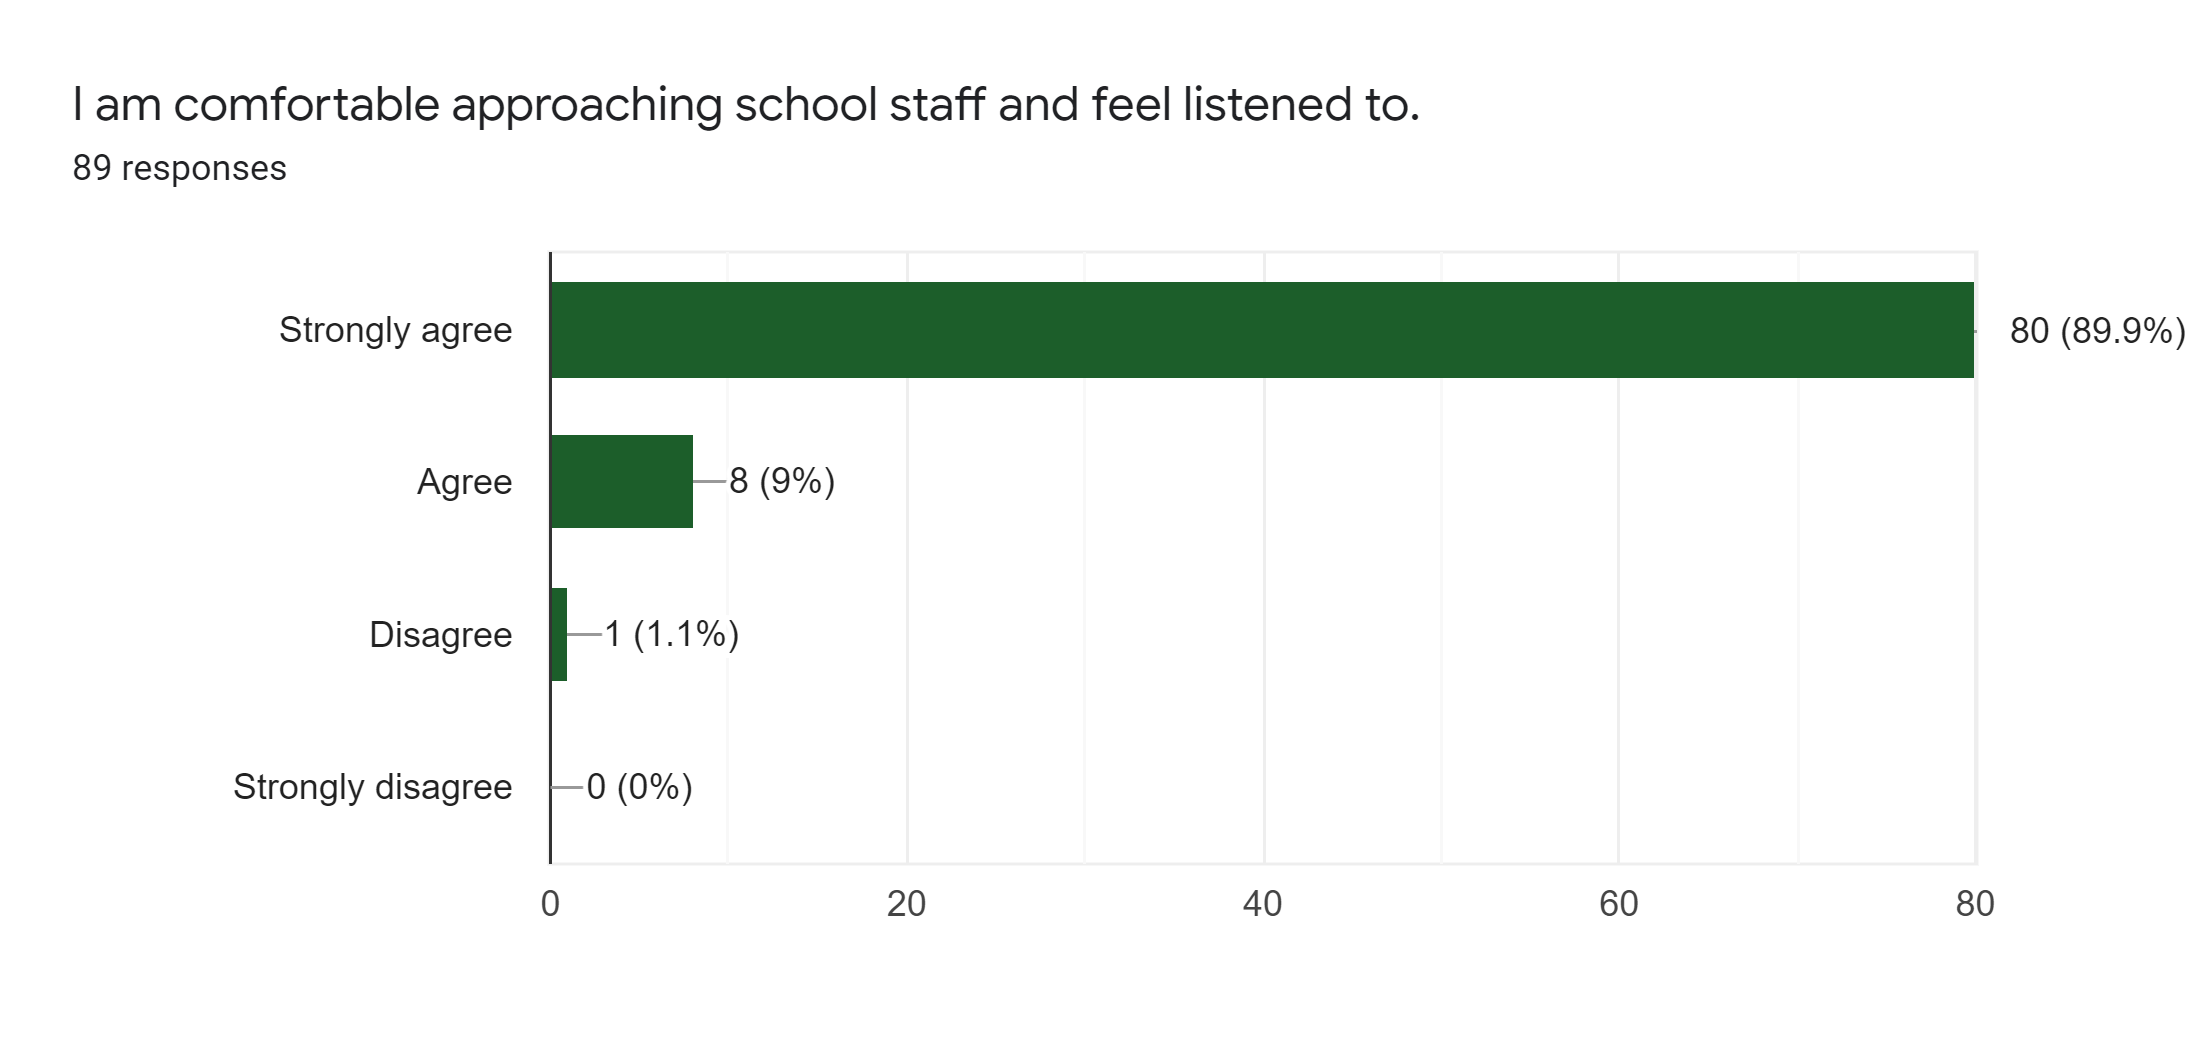 I am comfortable approaching school staff and feel listened to.
89 responses
Strongly agree
80 (89.9%)
Agree
8 (9%)
Disagree
1 (1.1%)
Strongly disagree
0 (0%)
0 20 40 60 80